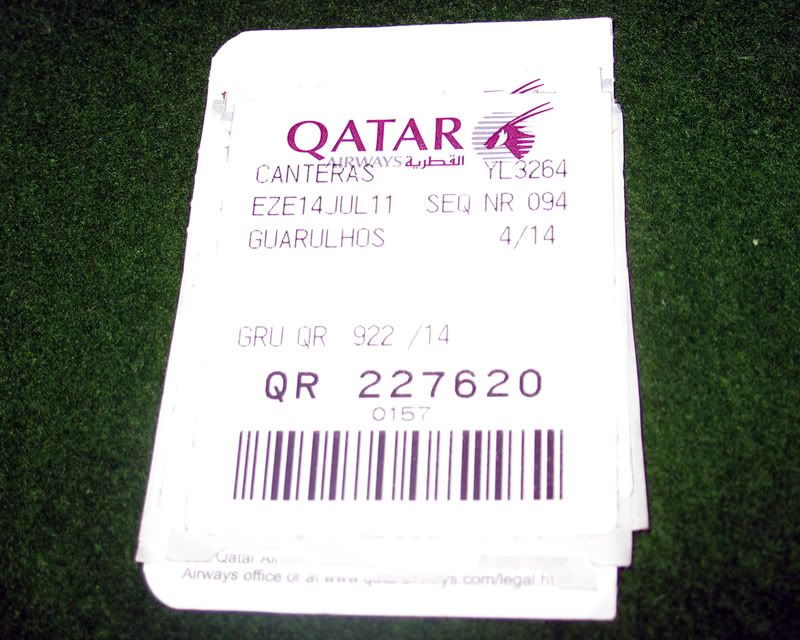 QATAR
AIRWAYS القطرية
CANTERAS YL3264
EZE14JUL11 SEQ NR 094
GUARULHOS 4/14
GRU QR 922 /14
QR 227620
0157
Qatar
Airways office or at www.qatarairways.com/legal.ht